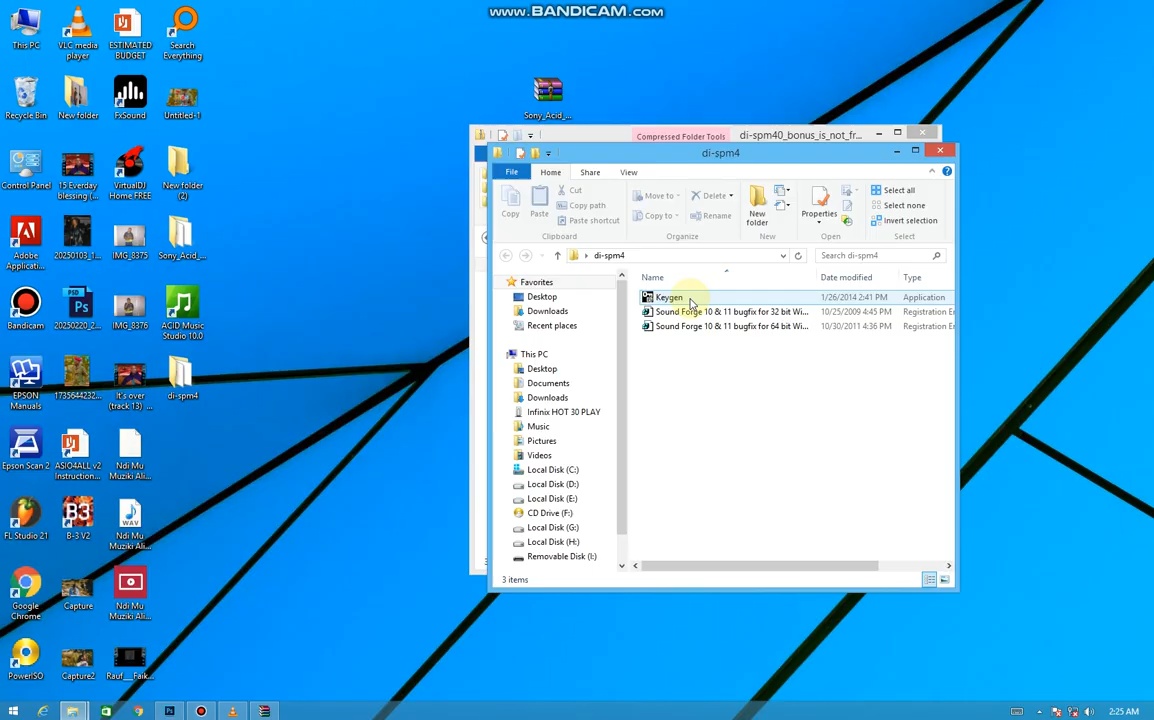 www.BANDICAM.com
This PC
VLC media
player
ESTIMATED
BUDGET
Search
Everything
Recycle Bin
New folder
FxSound
Untitled-1
Sony_Acid_...
Control Panel
15 Everday
blessing (...
VirtualDJ
Home FREE
New folder
(2)
Adobe
Applicati...
20250103_1...
IMG_8375
Sony_Acid_...
Bandicam
20250220_2...
IMG_8376
ACID Music
Studio 10.0
EPSON
Manuals
1735644232...
It's over
(track 13) ...
di-spm4
Epson Scan 2
ASIO4ALL v2
Instruction...
Ndi Mu
Muziki Ali...
FL Studio 21
B-3 V2
Ndi Mu
Muziki Ali...
Google
Chrome
Capture
Ndi Mu
Muziki Ali...
PowerISO
Capture2
Rauf__Faik...
Compressed Folder Tools
di-spm40_bonus_is_not_fr...
di-spm4
File
Home
Share
View
Copy
Paste
Cut
Copy path
Paste shortcut
Clipboard
Move to
Copy to
Delete
Rename
Organize
New
folder
New
Properties
Open
Select all
Select none
Invert selection
Select
di-spm4
Search di-spm4
Name
Date modified
Type
Keygen
1/26/2014 2:41 PM
Application
Sound Forge 10 & 11 bugfix for 32 bit Wi...
10/25/2009 4:45 PM
Registration En
Sound Forge 10 & 11 bugfix for 64 bit Wi...
10/30/2011 4:36 PM
Registration En
Favorites
Desktop
Downloads
Recent places
This PC
Desktop
Documents
Downloads
Infinix HOT 30 PLAY
Music
Pictures
Videos
Local Disk (C:)
Local Disk (D:)
Local Disk (E:)
CD Drive (F:)
Local Disk (G:)
Local Disk (H:)
Removable Disk (I:)
3 items
2:25 AM